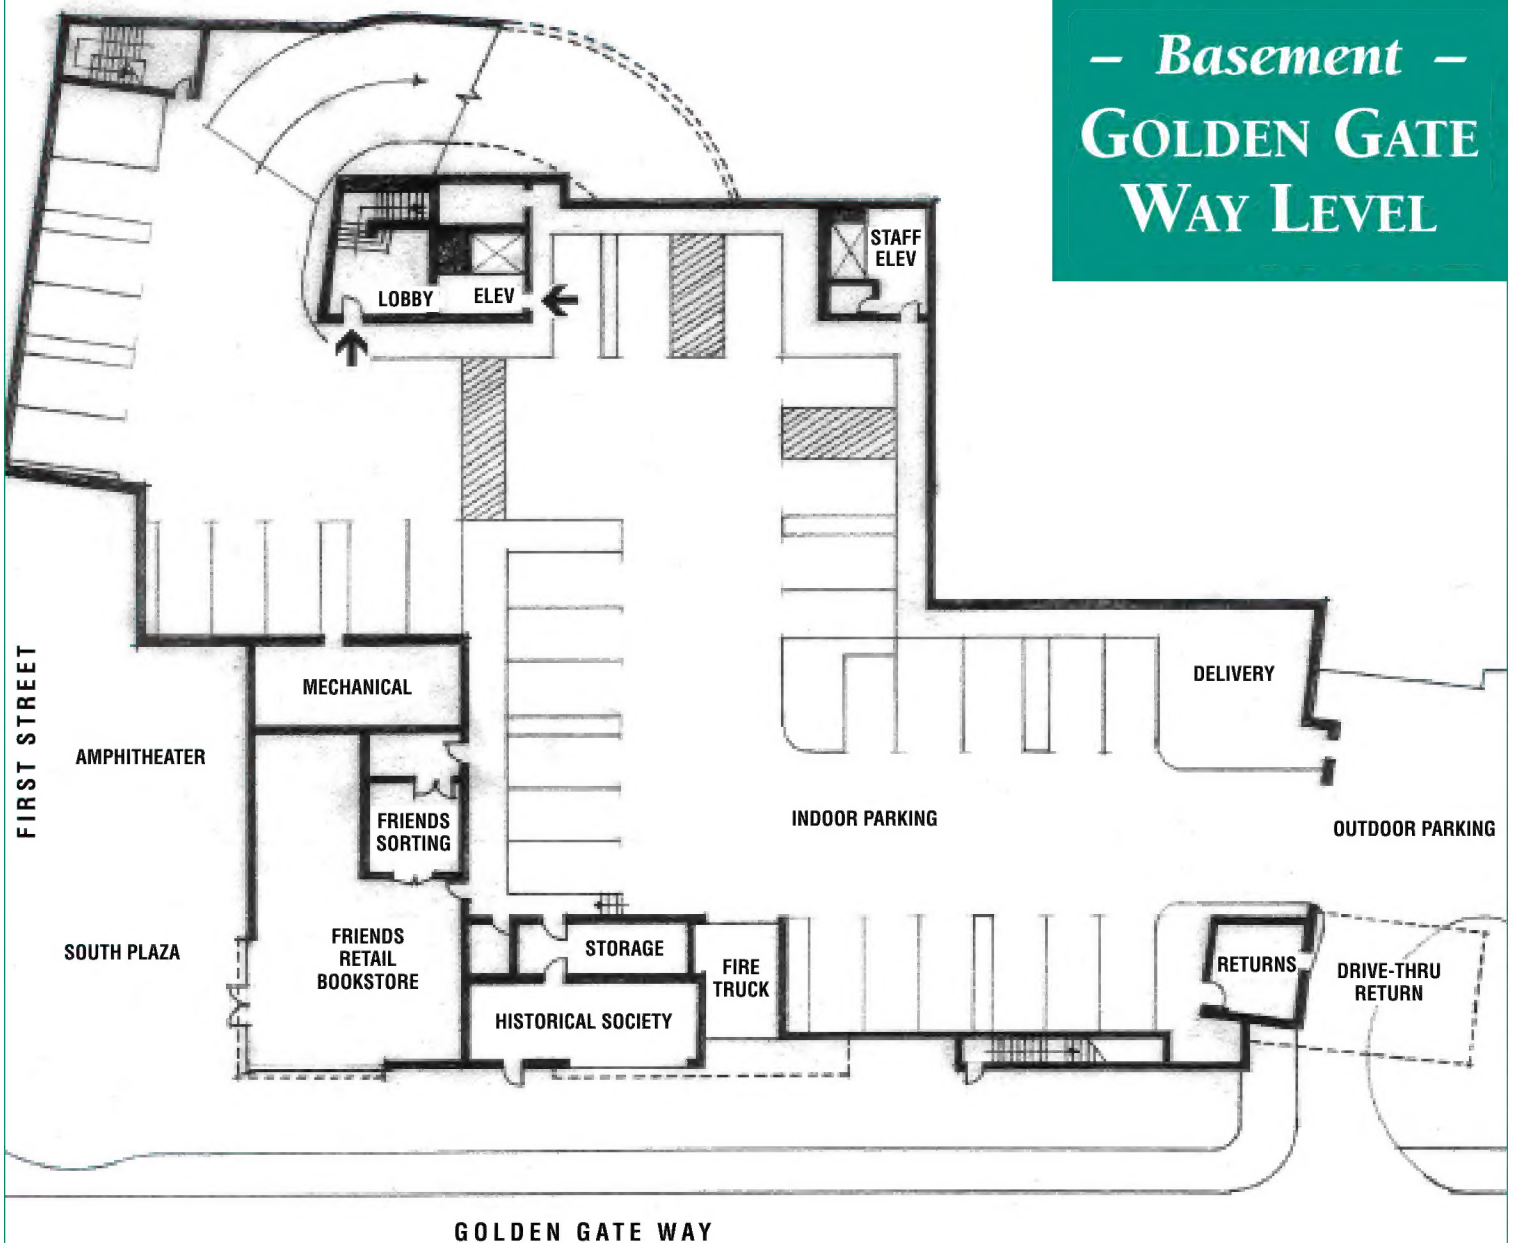 – Basement –
GOLDEN GATE
WAY LEVEL
STAFF
ELEV
LOBBY
ELEV
MECHANICAL
DELIVERY
FIRST STREET
AMPHITHEATER
FRIENDS
SORTING
INDOOR PARKING
OUTDOOR PARKING
SOUTH PLAZA
FRIENDS
RETAIL
BOOKSTORE
STORAGE
FIRE
TRUCK
RETURNS
DRIVE-THRU
RETURN
HISTORICAL SOCIETY
GOLDEN GATE WAY